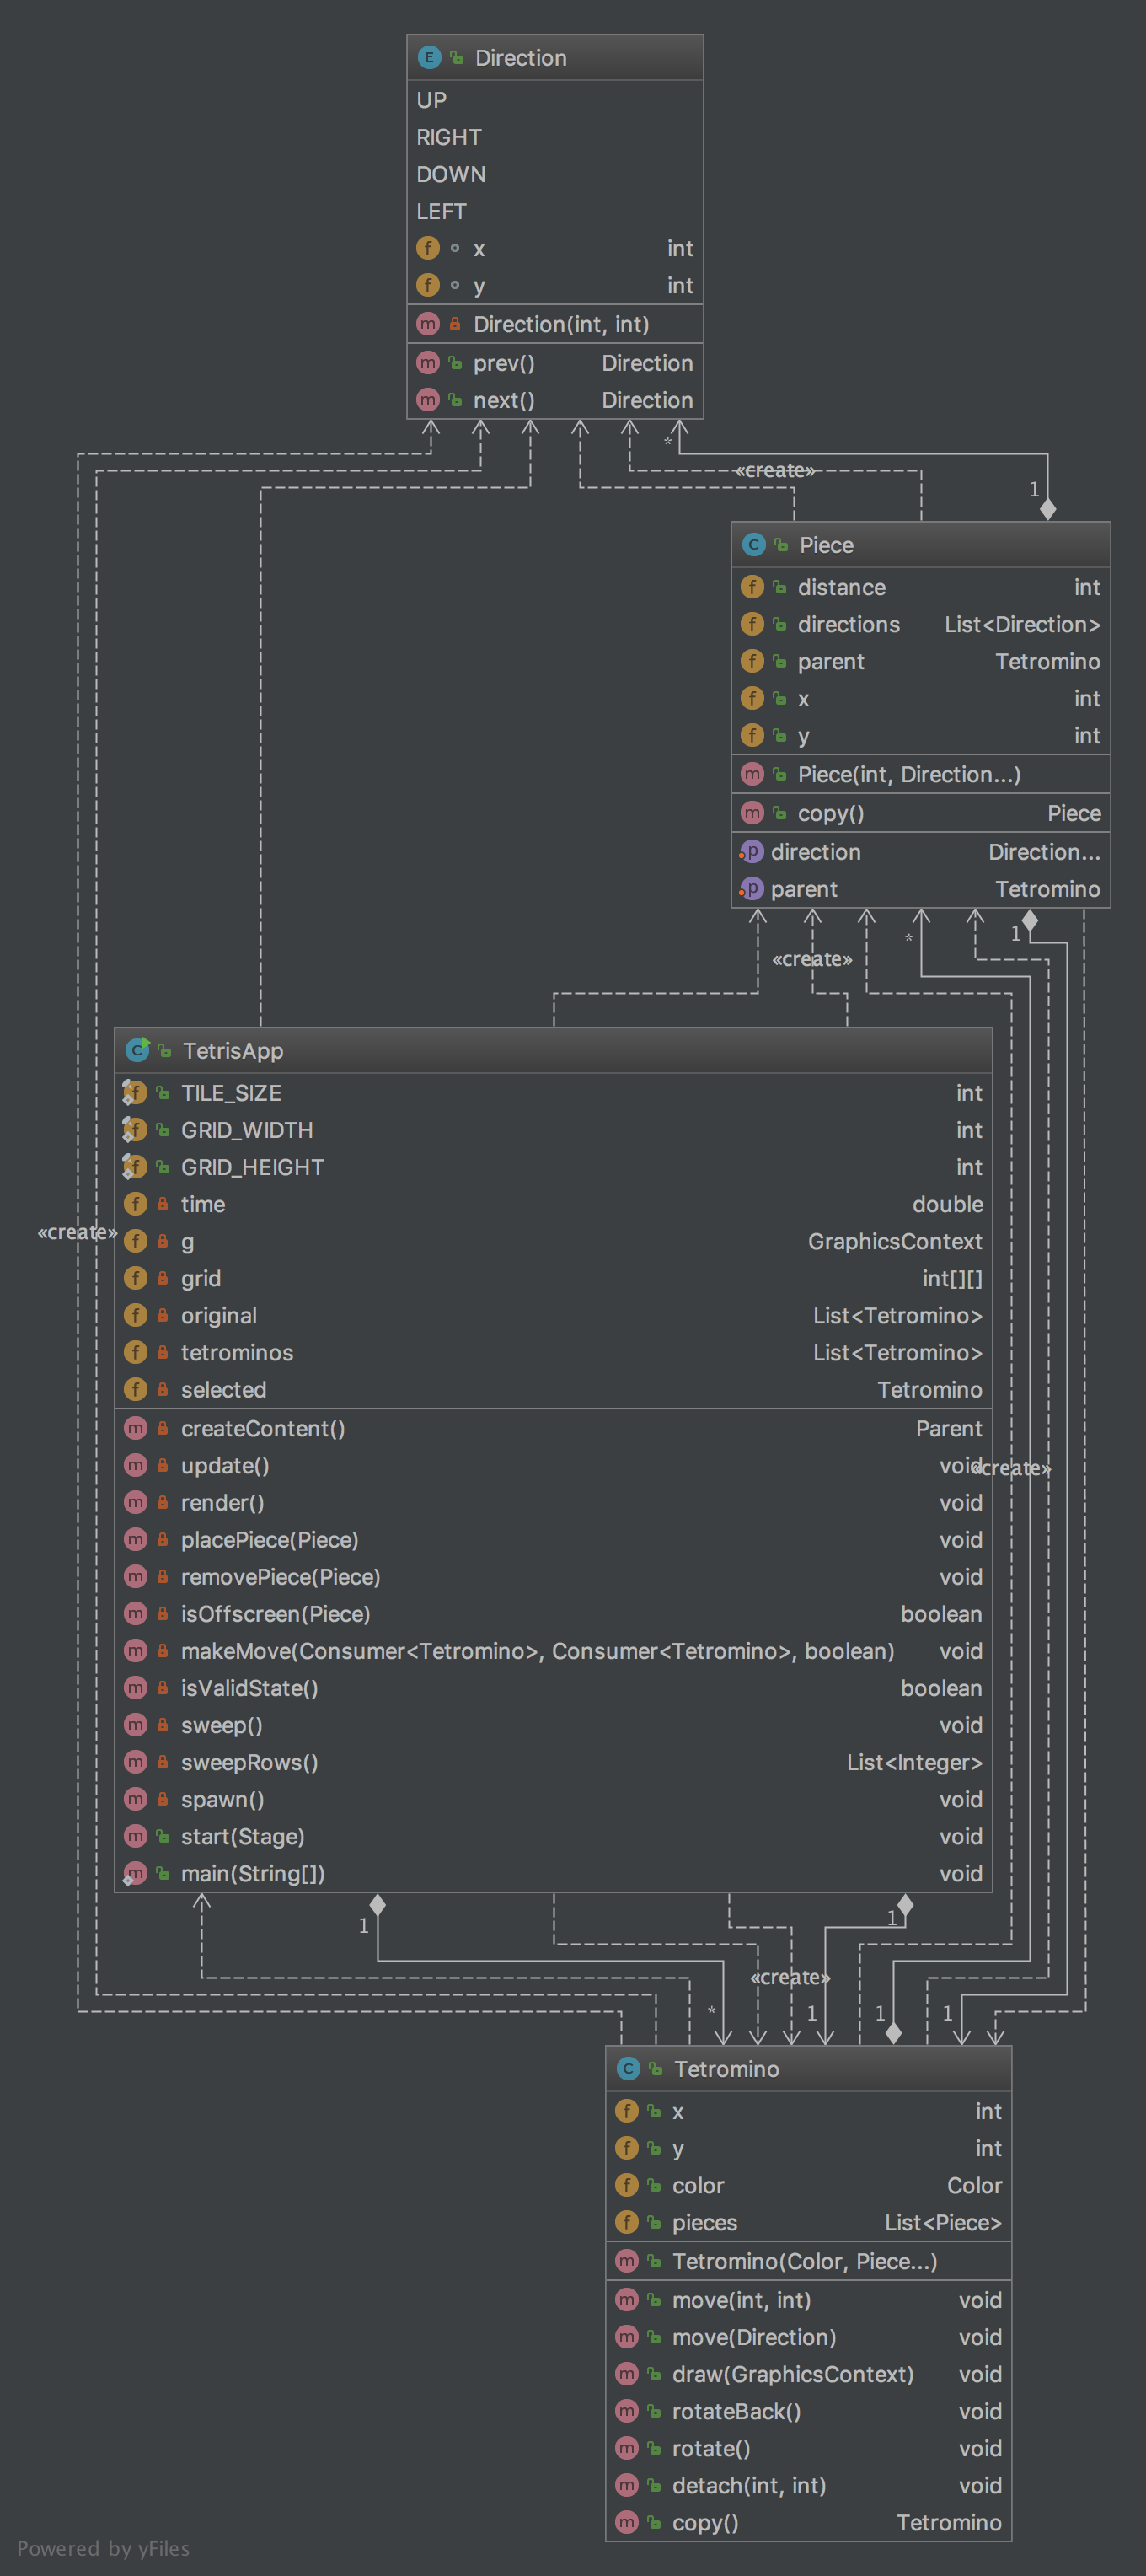 Direction
UP
RIGHT
DOWN
LEFT
x int
y int
Direction(int, int)
prev() Direction
next() Direction
*
«create»
1
Piece
distance int
directions List<Direction>
parent Tetromino
x int
y int
Piece(int, Direction...)
copy() Piece
direction Direction...
parent Tetromino
* 1
«create»
TetrisApp
TILE_SIZE int
GRID_WIDTH int
GRID_HEIGHT int
time double
«create»
g GraphicsContext
grid int[][]
original List<Tetromino>
tetrominos List<Tetromino>
selected Tetromino
createContent() Parent
update() void
«create»
render() void
placePiece(Piece) void
removePiece(Piece) void
isOffscreen(Piece) boolean
makeMove(Consumer<Tetromino>, Consumer<Tetromino>, boolean) void
isValidState() boolean
sweep() void
sweepRows() List<Integer>
spawn() void
start(Stage) void
main(String[]) void
1 1
«create»
* 1 1 1
Tetromino
x int
y int
color Color
pieces List<Piece>
Tetromino(Color, Piece...)
move(int, int) void
move(Direction) void
draw(GraphicsContext) void
rotateBack() void
rotate() void
detach(int, int) void
copy() Tetromino
Powered by yFiles